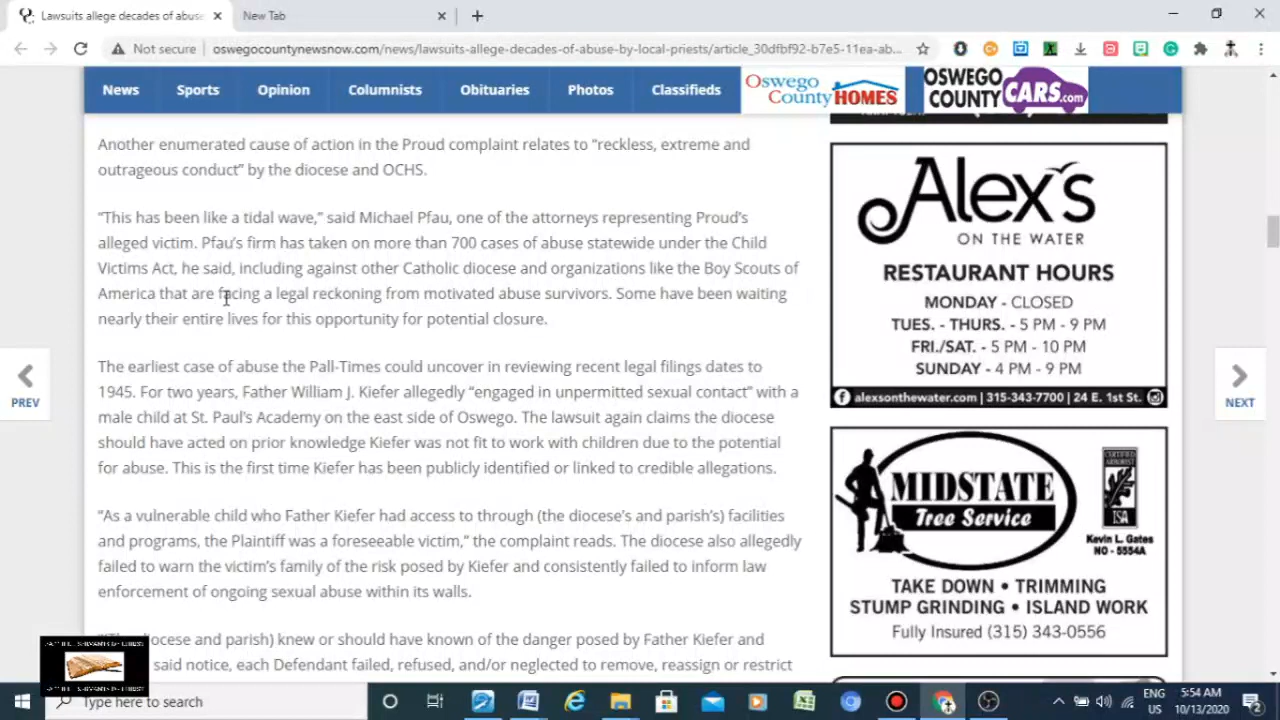 Lawsuits allege decades of abuse
New Tab
Not secure
oswegocountynewsnow.com/news/lawsuits-allege-decades-of-abuse-by-local-priests/article_30dfbf92-b7e5-11ea-ab...
News Sports Opinion Columnists Obituaries Photos Classifieds
Oswego
County HOMES
OSWEGO
COUNTY CARS.com
Another enumerated cause of action in the Proud complaint relates to “reckless, extreme and
outrageous conduct” by the diocese and OCHS.
“This has been like a tidal wave,” said Michael Pfau, one of the attorneys representing Proud’s
alleged victim. Pfau’s firm has taken on more than 700 cases of abuse statewide under the Child
Victims Act, he said, including against other Catholic diocese and organizations like the Boy Scouts of
America that are facing a legal reckoning from motivated abuse survivors. Some have been waiting
nearly their entire lives for this opportunity for potential closure.
The earliest case of abuse the Pall-Times could uncover in reviewing recent legal filings dates to
1945. For two years, Father William J. Kiefer allegedly “engaged in unpermitted sexual contact” with a
male child at St. Paul’s Academy on the east side of Oswego. The lawsuit again claims the diocese
should have acted on prior knowledge Kiefer was not fit to work with children due to the potential
for abuse. This is the first time Kiefer has been publicly identified or linked to credible allegations.
“As a vulnerable child who Father Kiefer had access to through (the diocese’s and parish’s) facilities
and programs, the Plaintiff was a foreseeable victim,” the complaint reads. The diocese also allegedly
failed to warn the victim’s family of the risk posed by Kiefer and consistently failed to inform law
enforcement of ongoing sexual abuse within its walls.
diocese and parish) knew or should have known of the danger posed by Father Kiefer and
said notice, each Defendant failed, refused, and/or neglected to remove, reassign or restrict
PREV
NEXT
Alex's
ON THE WATER
RESTAURANT HOURS
MONDAY - CLOSED
TUES. - THURS. - 5 PM - 9 PM
FRI./SAT. - 5 PM - 10 PM
SUNDAY - 4 PM - 9 PM
alexsonthewater.com | 315-343-7700 | 24 E. 1st St.
MIDSTATE
Tree Service
CERTIFIED
ARBORIST
ISA
Kevin L. Gates
NO - 5554A
TAKE DOWN • TRIMMING
STUMP GRINDING • ISLAND WORK
Fully Insured (315) 343-0556
Type here to search
ENG
US
5:54 AM
10/13/2020
2